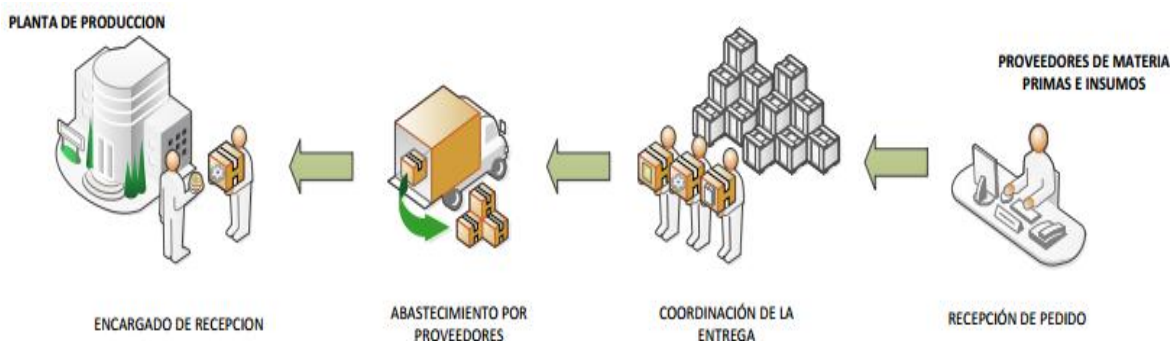 PLANTA DE PRODUCCION
PROVEEDORES DE MATERIA
PRIMAS E INSUMOS
ENCARGADO DE RECEPCION
ABASTECIMIENTO POR
PROVEEDORES
COORDINACIÓN DE LA
ENTREGA
RECEPCIÓN DE PEDIDO